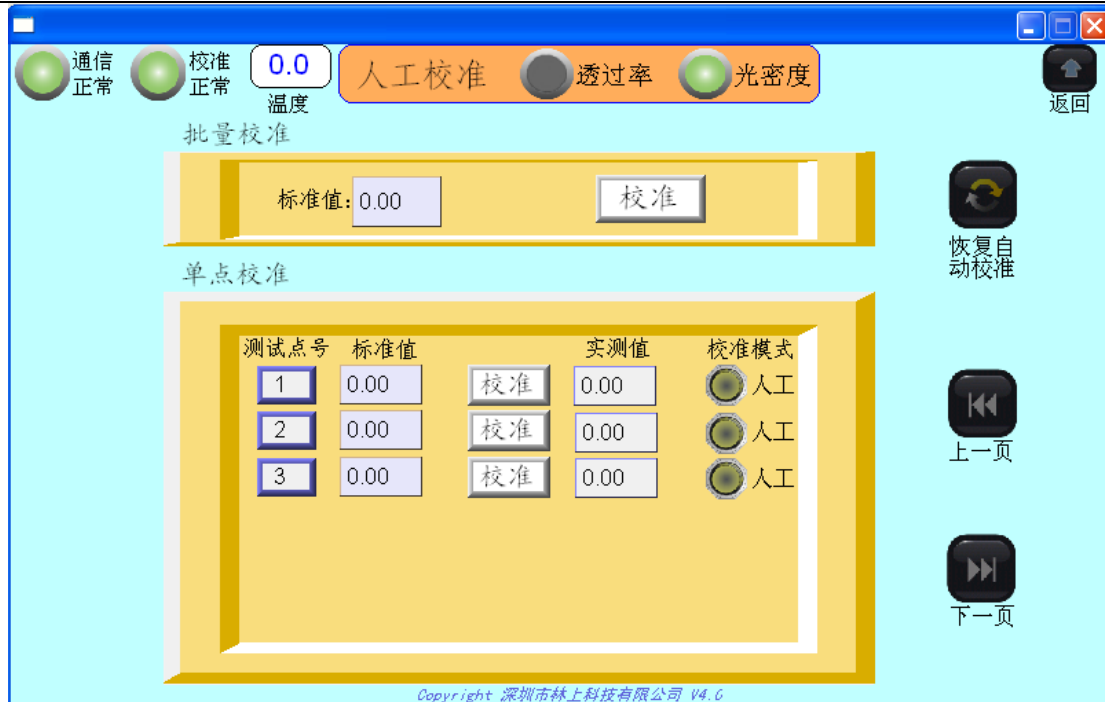 通信
正常
校准
正常
0.0
温度
人工校准
透过率
光密度
返回
批量校准
标准值:
0.00
校准
恢复自
动校准
单点校准
测试点号 标准值 实测值 校准模式
1 0.00 校准 0.00 人工
2 0.00 校准 0.00 人工
3 0.00 校准 0.00 人工
上一页
下一页
Copyright 深圳市林上科技有限公司 V4.6